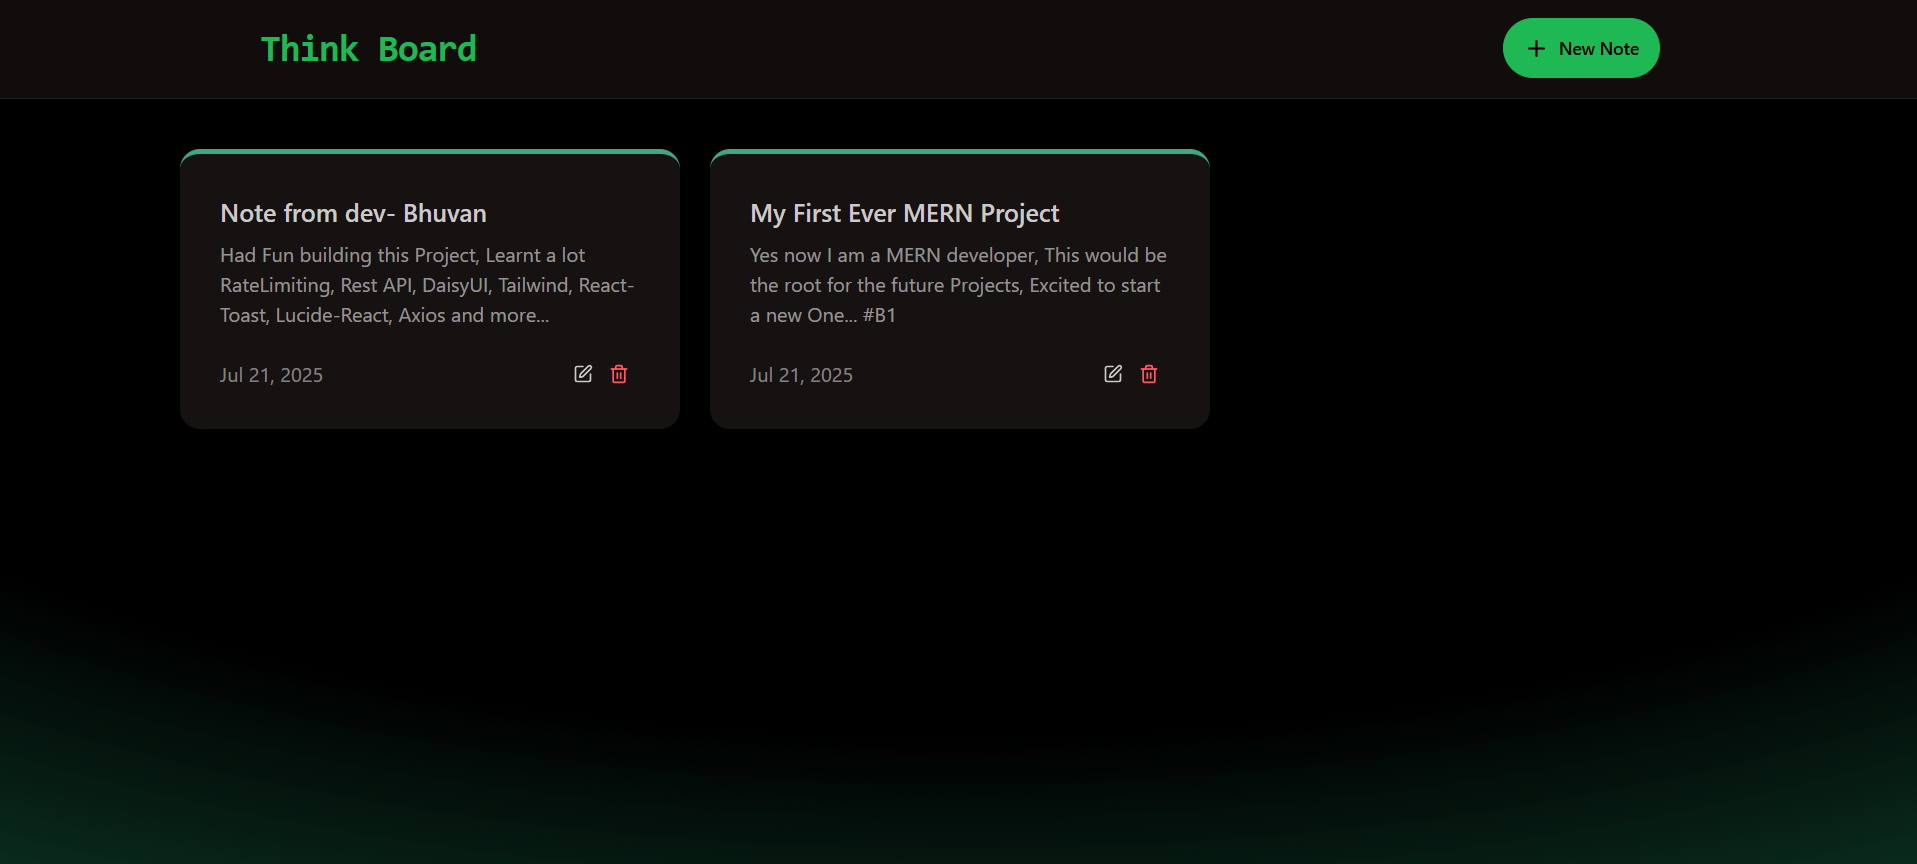 Think Board
New Note
Note from dev- Bhuvan
Had Fun building this Project, Learnt a lot
RateLimiting, Rest API, DaisyUI, Tailwind, React-
Toast, Lucide-React, Axios and more...
Jul 21, 2025
My First Ever MERN Project
Yes now I am a MERN developer, This would be
the root for the future Projects, Excited to start
a new One... #B1
Jul 21, 2025